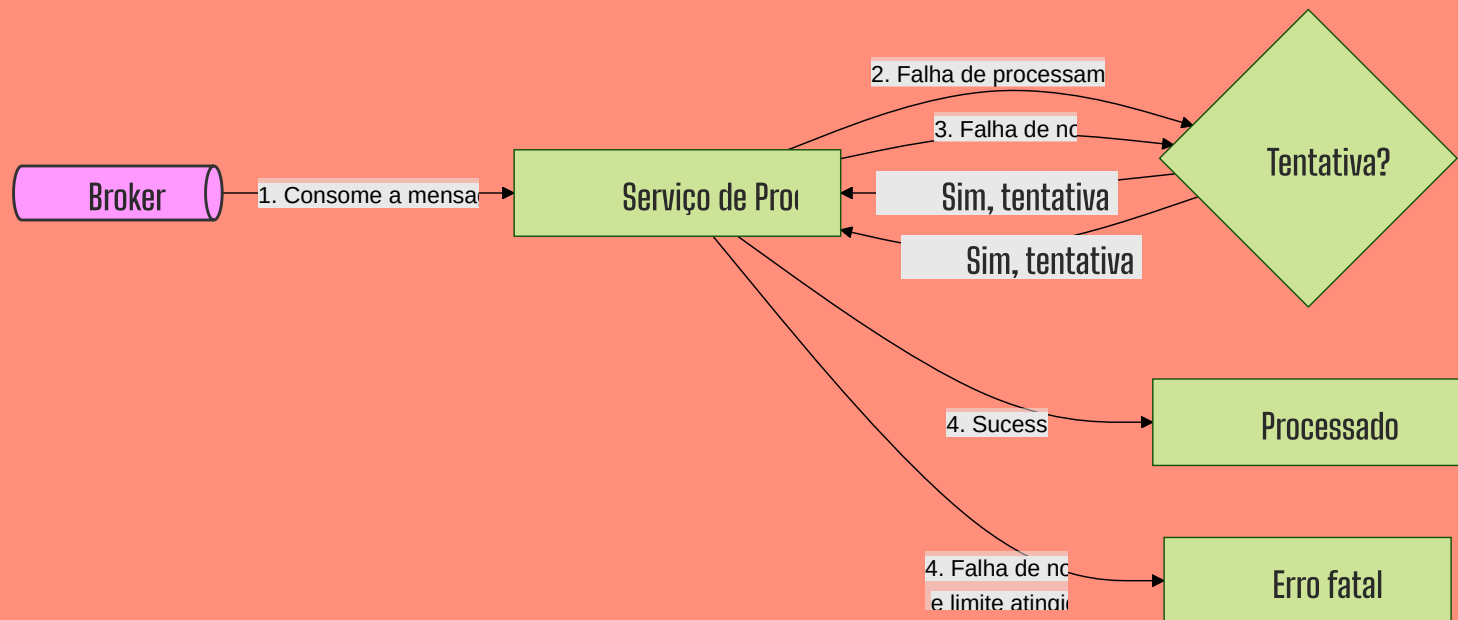 2. Falha de processam
3. Falha de no
Tentativa?
Broker
1. Consome a mensa
Serviço de Pro
Sim, tentativa
Sim, tentativa
4. Sucess
Processado
4. Falha de no
e limite atingi
Erro fatal